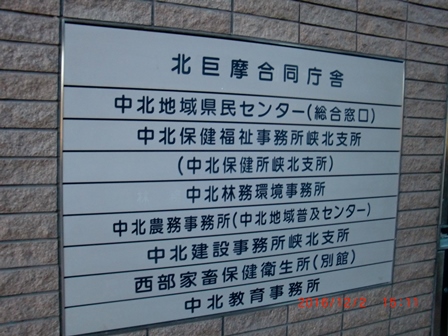 北巨摩合同庁舎
中北地域県民センター(総合窓口)
中北保健福祉事務所峡北支所
(中北保健所峡北支所)
中北林務環境事務所
中北農務事務所(中北地域普及センター)
中北建設事務所峡北支所
西部家畜保健衛生所(別館)
中北教育事務所